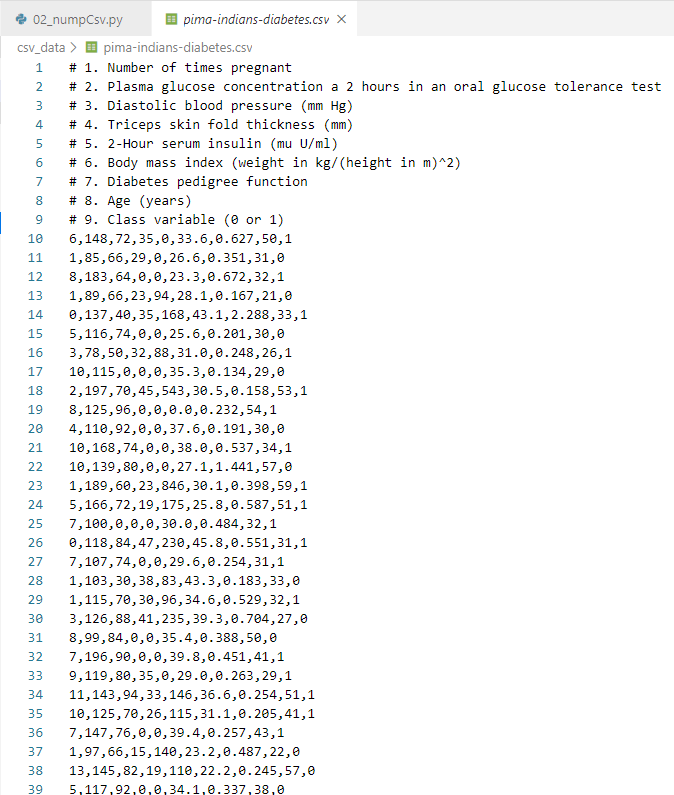 02_numpCsv.py
pima-indians-diabetes.csv
csv_data > pima-indians-diabetes.csv
1 # 1. Number of times pregnant
2 # 2. Plasma glucose concentration a 2 hours in an oral glucose tolerance test
3 # 3. Diastolic blood pressure (mm Hg)
4 # 4. Triceps skin fold thickness (mm)
5 # 5. 2-Hour serum insulin (mu U/ml)
6 # 6. Body mass index (weight in kg/(height in m)^2)
7 # 7. Diabetes pedigree function
8 # 8. Age (years)
9 # 9. Class variable (0 or 1)
10 6,148,72,35,0,33.6,0.627,50,1
11 1,85,66,29,0,26.6,0.351,31,0
12 8,183,64,0,0,23.3,0.672,32,1
13 1,89,66,23,94,28.1,0.167,21,0
14 0,137,40,35,168,43.1,2.288,33,1
15 5,116,74,0,0,25.6,0.201,30,0
16 3,78,50,32,88,31.0,0.248,26,1
17 10,115,0,0,0,35.3,0.134,29,0
18 2,197,70,45,543,30.5,0.158,53,1
19 8,125,96,0,0,0.0,0.232,54,1
20 4,110,92,0,0,37.6,0.191,30,0
21 10,168,74,0,0,38.0,0.537,34,1
22 10,139,80,0,0,27.1,1.441,57,0
23 1,189,60,23,846,30.1,0.398,59,1
24 5,166,72,19,175,25.8,0.587,51,1
25 7,100,0,0,0,30.0,0.484,32,1
26 0,118,84,47,230,45.8,0.551,31,1
27 7,107,74,0,0,29.6,0.254,31,1
28 1,103,30,38,83,43.3,0.183,33,0
29 1,115,70,30,96,34.6,0.529,32,1
30 3,126,88,41,235,39.3,0.704,27,0
31 8,99,84,0,0,35.4,0.388,50,0
32 7,196,90,0,0,39.8,0.451,41,1
33 9,119,80,35,0,29.0,0.263,29,1
34 11,143,94,33,146,36.6,0.254,51,1
35 10,125,70,26,115,31.1,0.205,41,1
36 7,147,76,0,0,39.4,0.257,43,1
37 1,97,66,15,140,23.2,0.487,22,0
38 13,145,82,19,110,22.2,0.245,57,0
39 5,117,92,0,0,34.1,0.337,38,0